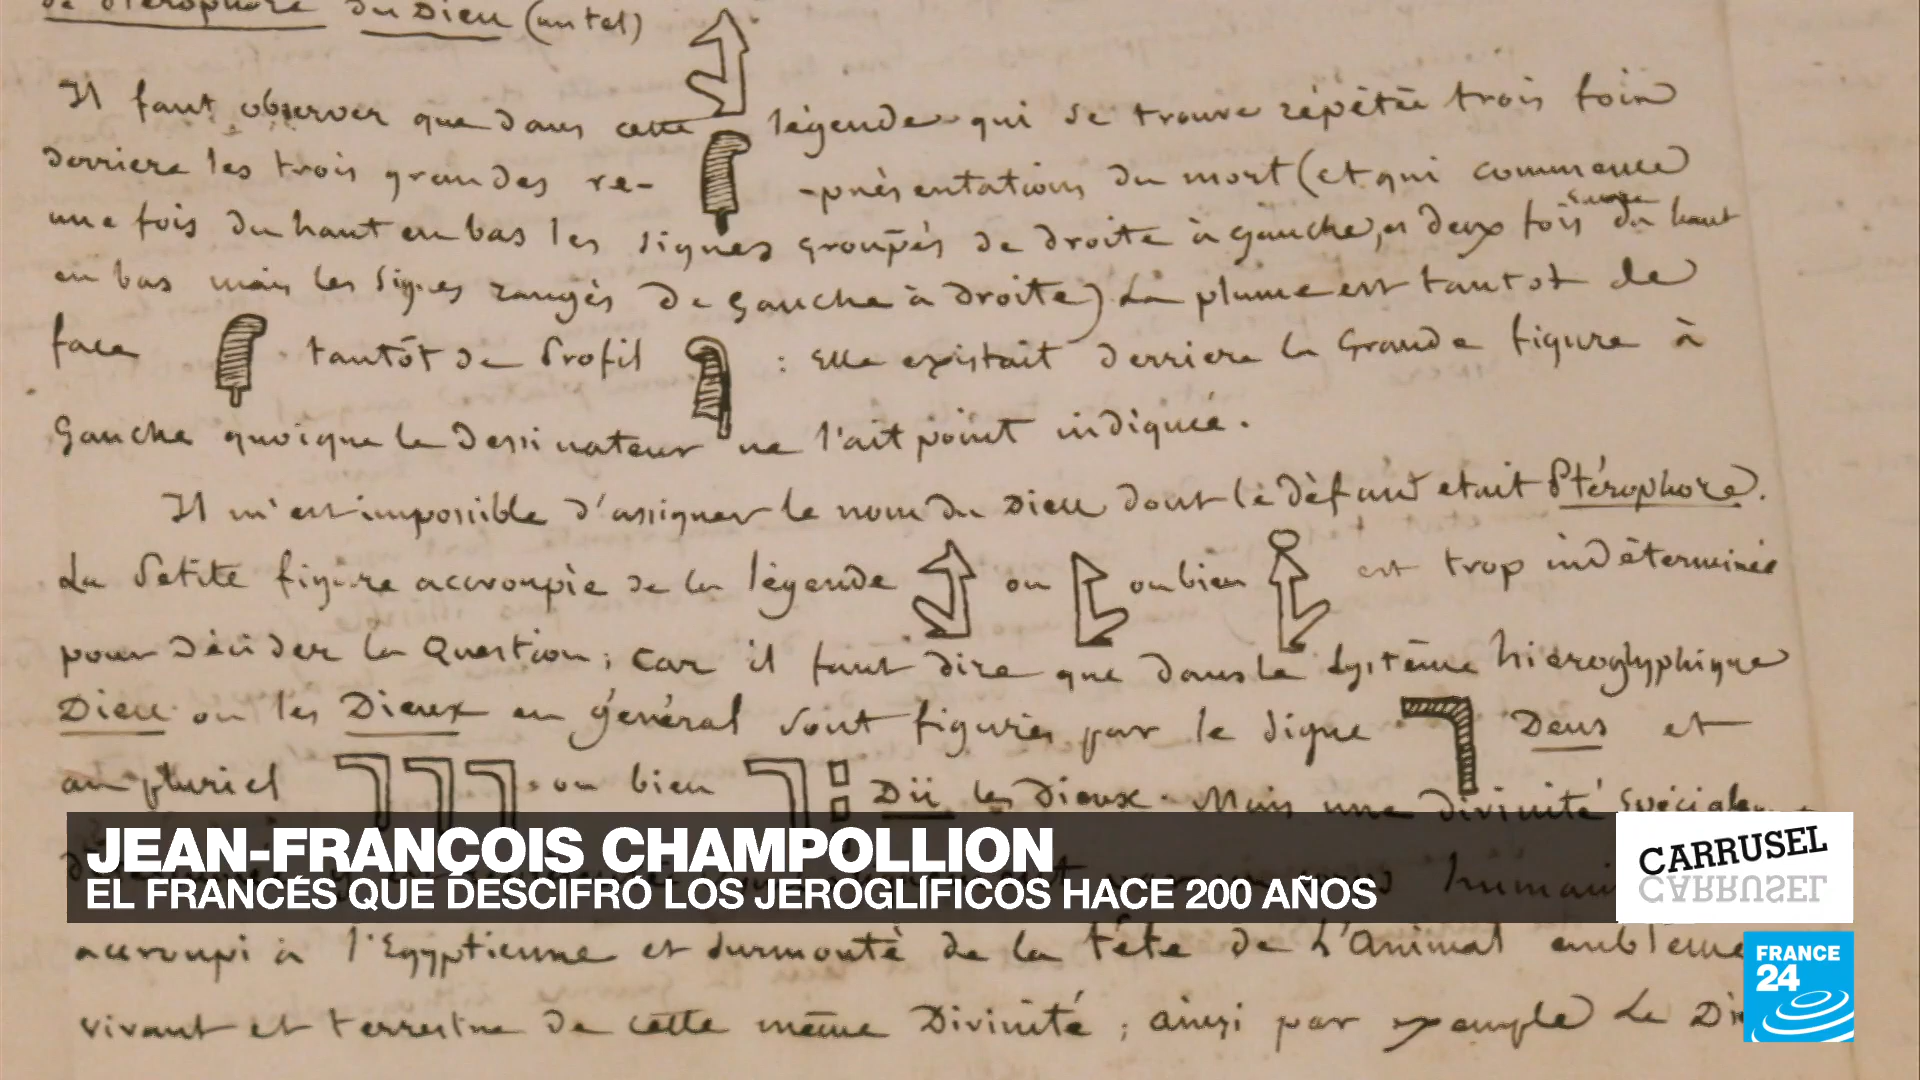 de Ptérophore du Dieu (un tel)
Il faut observer que dans cette légende qui se trouve répétée trois fois
derriere les trois grandes re- -présentations du mort (et qui commence
une fois du haut en bas les signes groupés de droite à gauche, et deux fois du haut
en bas mais les signes rangés de gauche à droite) La plume est tantot de
face tantôt de Profil : Elle existait derriere la Grande figure à
Gauche quoique le Dessinateur ne l'ait point indiquée.
Il m'est impossible d'assigner le nom du Dieu dont le défunt etait Ptérophore.
La Petite figure accroupie de la légende ou ou bien est trop indéterminée
pour Décider la Question; car il faut dire que dans le système hiéroglyphique
Dieu ou les Dieux en général sont figurés par le signe Deus et
au pluriel ou bien Dii les Dieux. Mais une divinité spéciale
JEAN-FRANÇOIS CHAMPOLLION
humain
EL FRANCÉS QUE DESCIFRÓ LOS JEROGLÍFICOS HACE 200 AÑOS
CARRUSEL
accroupi à l'Egyptienne et surmonté de la tête de L'Animal emblême
vivant et terrestre de cette même Divinité; ainsi par exemple Le Di
FRANCE
24